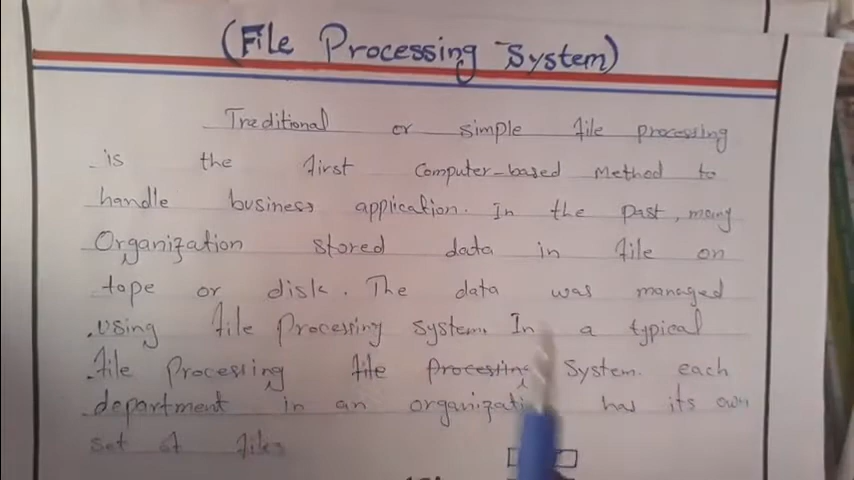 (File Processing System)
Traditional or simple file processing
is the first Computer-based Method to
handle business application. In the past, many
Organization stored data in file on
tape or disk. The data was managed
using file Processing system. In a typical
file Processing file processing System. each
department in an organization has its own
set of files